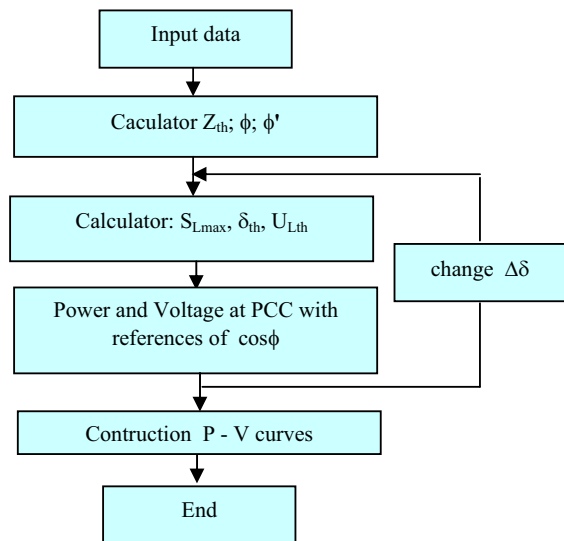 Input data
Caculator Zth; ϕ; ϕ'
Calculator: SLmax, δth, ULth
change Δδ
Power and Voltage at PCC with
references of cosϕ
Contruction P - V curves
End